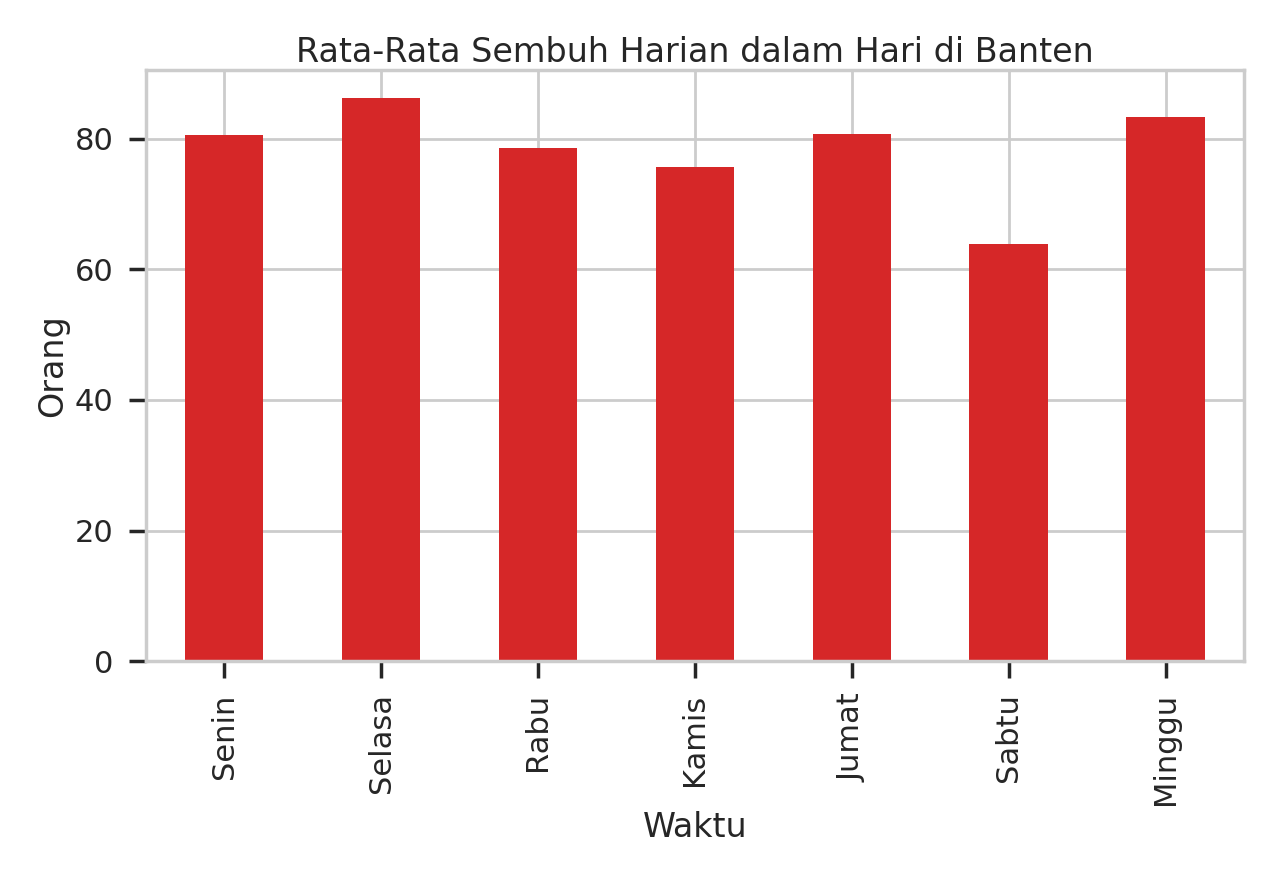 Rata-Rata Sembuh Harian dalam Hari di Banten
Orang
80
60
40
20
0
Senin
Selasa
Rabu
Kamis
Jumat
Sabtu
Minggu
Waktu